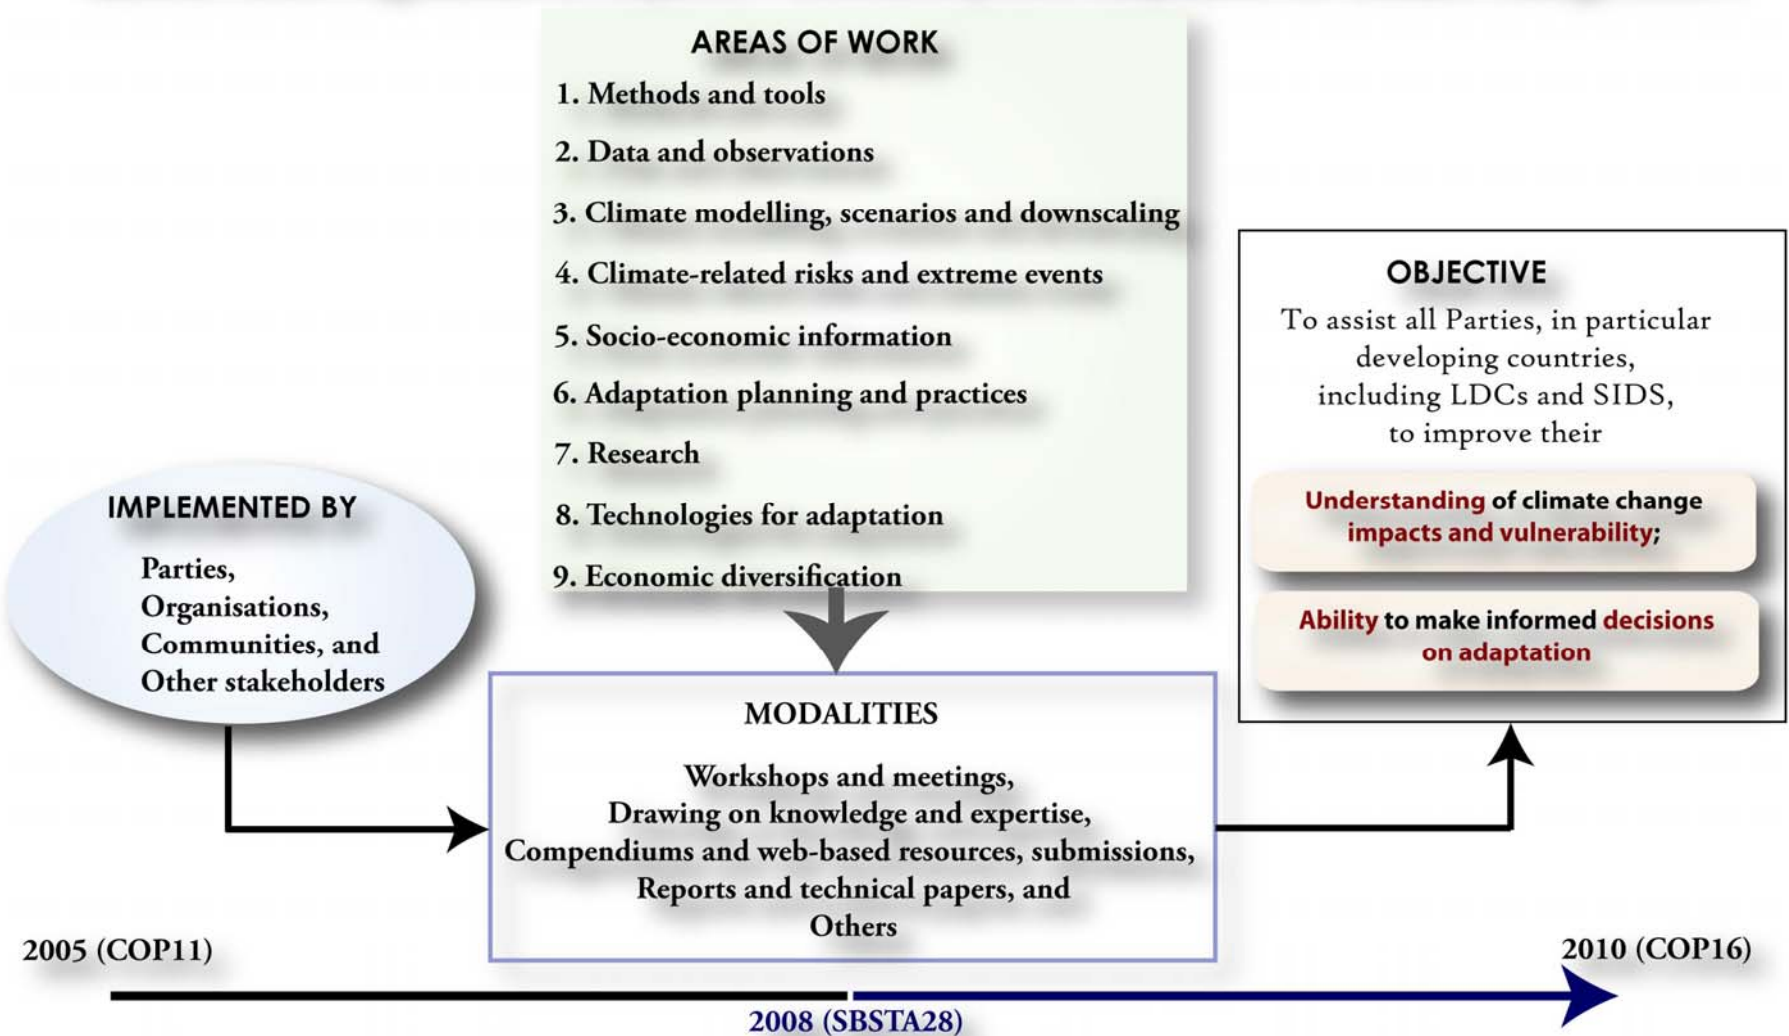 AREAS OF WORK
1. Methods and tools
2. Data and observations
3. Climate modelling, scenarios and downscaling
4. Climate-related risks and extreme events
5. Socio-economic information
6. Adaptation planning and practices
7. Research
8. Technologies for adaptation
9. Economic diversification
IMPLEMENTED BY
Parties,
Organisations,
Communities, and
Other stakeholders
MODALITIES
Workshops and meetings,
Drawing on knowledge and expertise,
Compendiums and web-based resources, submissions,
Reports and technical papers, and
Others
OBJECTIVE
To assist all Parties, in particular
developing countries,
including LDCs and SIDS,
to improve their
Understanding of climate change
impacts and vulnerability;
Ability to make informed decisions
on adaptation
2005 (COP11)
2008 (SBSTA28)
2010 (COP16)